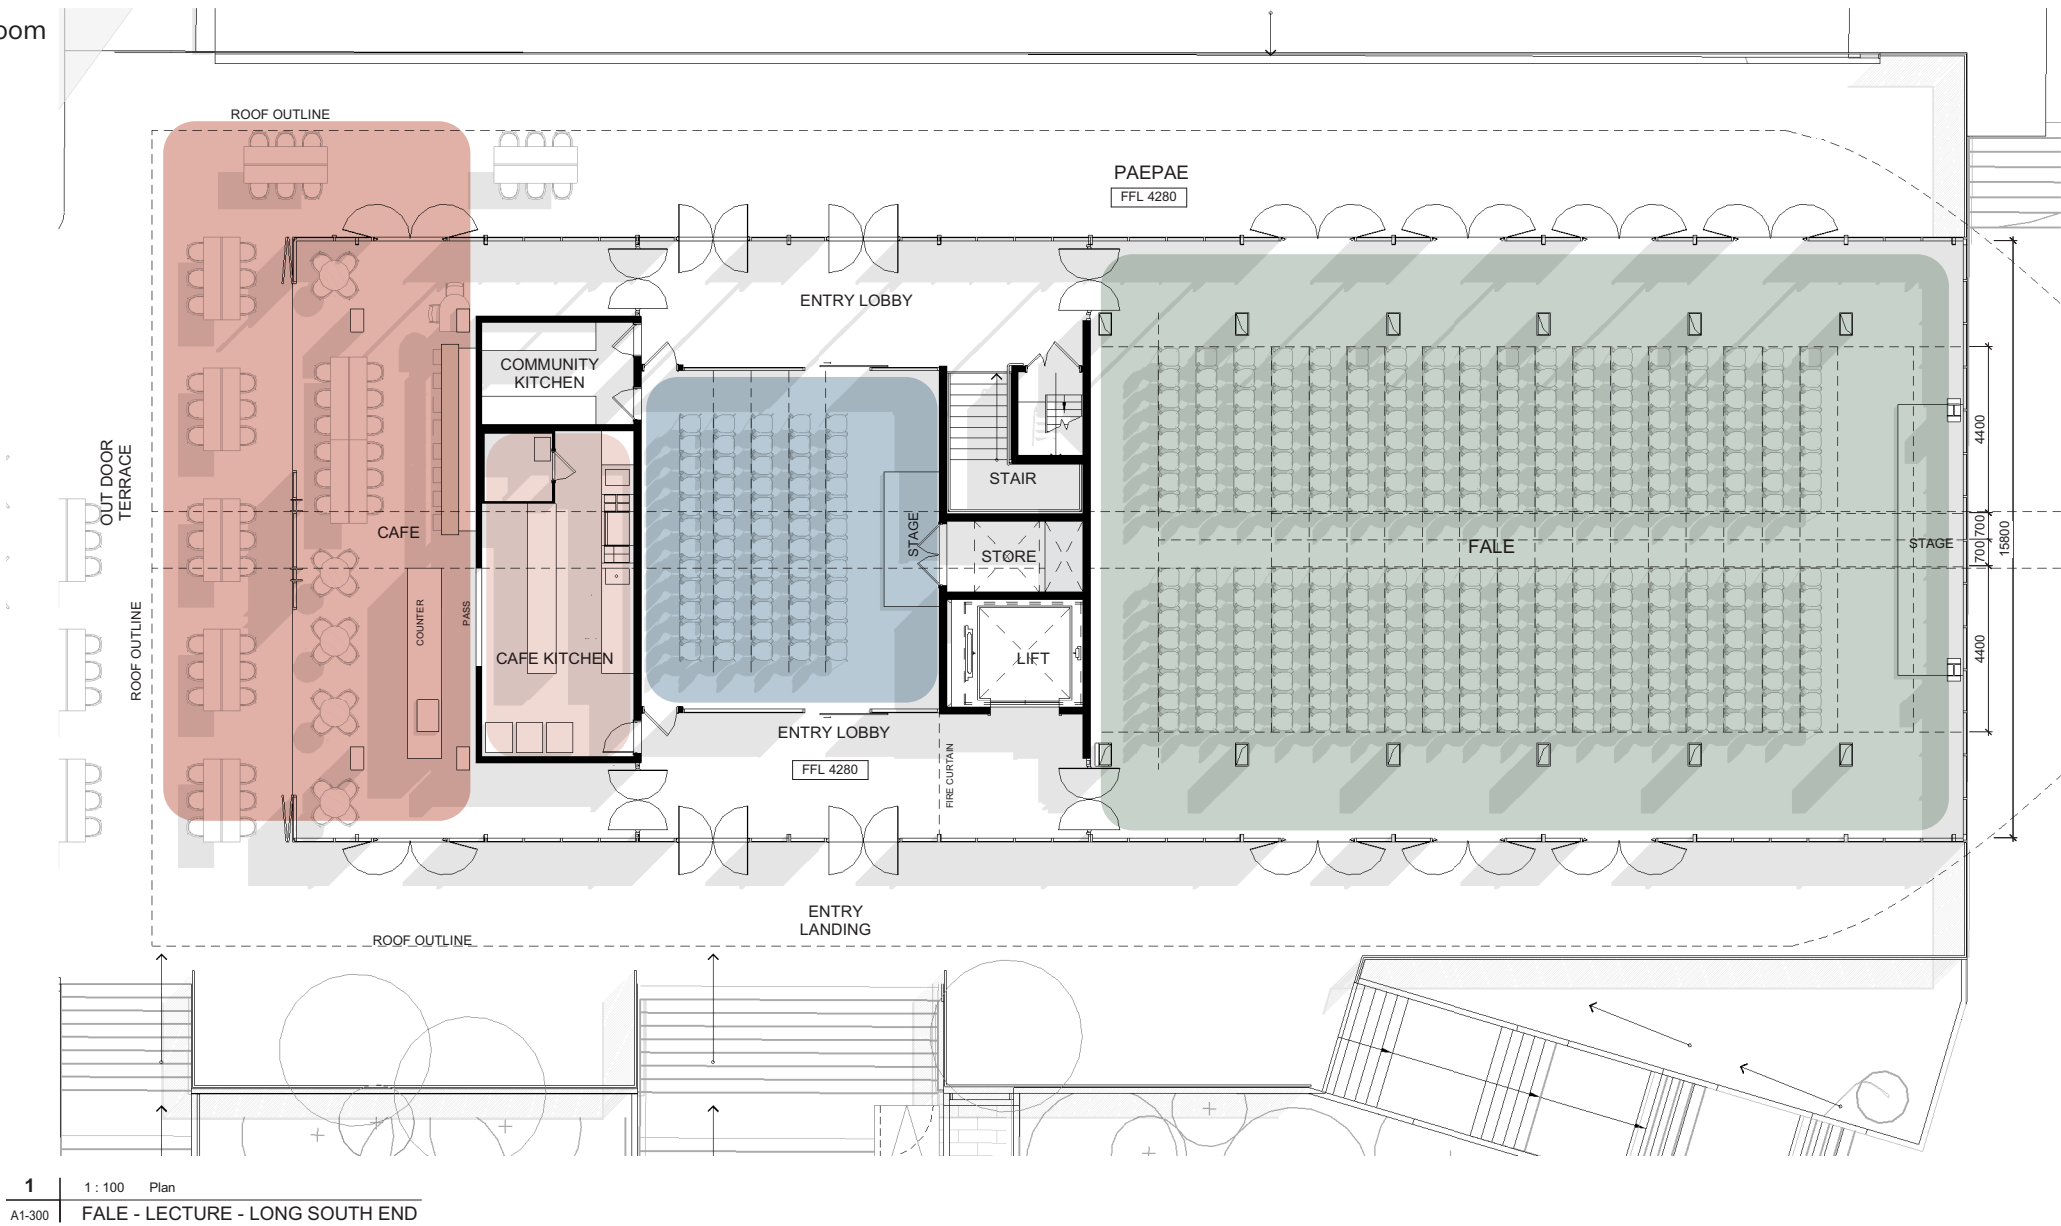 oom
ROOF OUTLINE
PAEPAE
FFL 4280
ENTRY LOBBY
COMMUNITY
KITCHEN
OUT DOOR
TERRACE
CAFE
STAIR
STAGE
STORE
FALE
STAGE
4400
700
700
15800
4400
ROOF OUTLINE
COUNTER
PASS
CAFE KITCHEN
LIFT
ENTRY LOBBY
FFL 4280
FIRE CURTAIN
ENTRY
LANDING
ROOF OUTLINE
1
1 : 100 Plan
A1-300
FALE - LECTURE - LONG SOUTH END